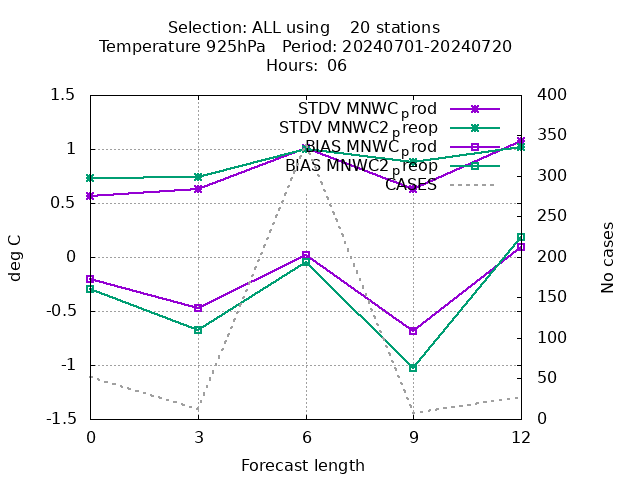 Selection: ALL using    20 stations
Temperature 925hPa   Period: 20240701-20240720
Hours: 06
STDV MNWC_prod
STDV MNWC2_preop
BIAS MNWC_prod
BIAS MNWC2_preop
CASES
1.5
1
0.5
0
-0.5
-1
-1.5
deg C
400
350
300
250
200
150
100
50
0
No cases
0 3 6 9 12
Forecast length